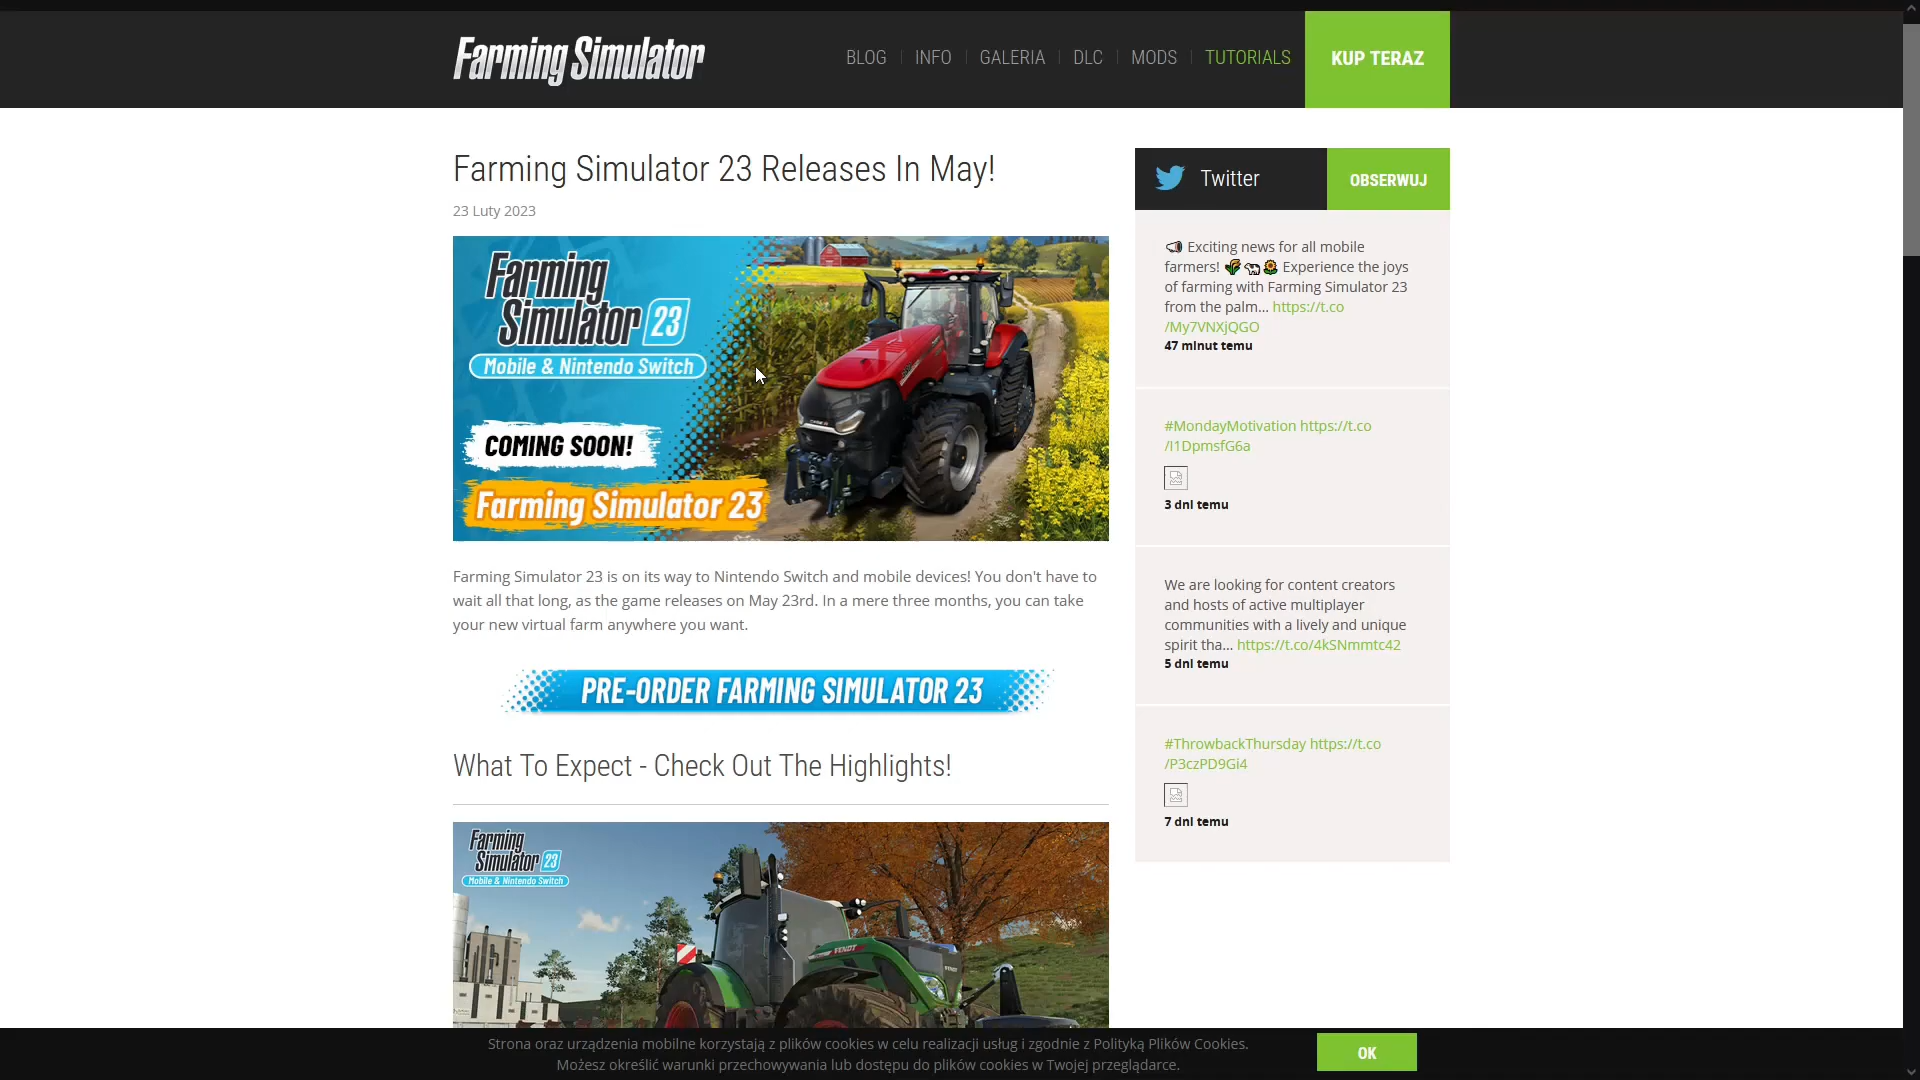 Farming Simulator
BLOG
INFO
GALERIA
DLC
MODS
TUTORIALS
KUP TERAZ
Farming Simulator 23 Releases In May!
23 Luty 2023
Farming
Simulator 23
Mobile & Nintendo Switch
COMING SOON!
Farming Simulator 23
Farming Simulator 23 is on its way to Nintendo Switch and mobile devices! You don't have to
wait all that long, as the game releases on May 23rd. In a mere three months, you can take
your new virtual farm anywhere you want.
PRE-ORDER FARMING SIMULATOR 23
What To Expect - Check Out The Highlights!
Farming
Simulator 23
Mobile & Nintendo Switch
FENDT
Twitter
OBSERWUJ
📢 Exciting news for all mobile
farmers! 🌾🐄🌻 Experience the joys
of farming with Farming Simulator 23
from the palm... https://t.co
/My7VNXjQGO
47 minut temu
#MondayMotivation https://t.co
/I1DpmsfG6a
3 dni temu
We are looking for content creators
and hosts of active multiplayer
communities with a lively and unique
spirit tha... https://t.co/4kSNmmtc42
5 dni temu
#ThrowbackThursday https://t.co
/P3czPD9Gi4
7 dni temu
Strona oraz urządzenia mobilne korzystają z plików cookies w celu realizacji usług i zgodnie z Polityką Plików Cookies.
Możesz określić warunki przechowywania lub dostępu do plików cookies w Twojej przeglądarce.
OK